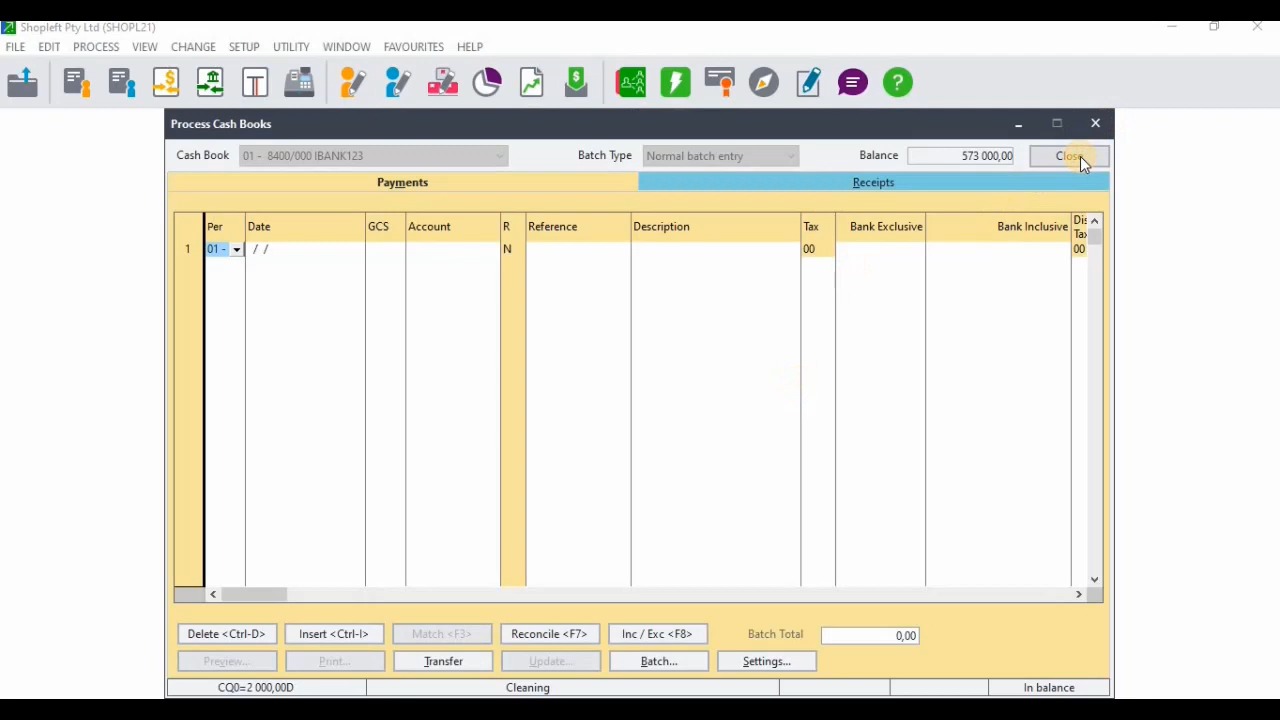 Shopleft Pty Ltd (SHOPL21)
FILE EDIT PROCESS VIEW CHANGE SETUP UTILITY WINDOW FAVOURITES HELP
Process Cash Books
Cash Book 01 - 8400/000 IBANK123 Batch Type Normal batch entry Balance 573 000,00 Close
Payments Receipts
Per Date GCS Account R Reference Description Tax Bank Exclusive Bank Inclusive Dis Tax
1 01 - / / N 00 00
Delete <Ctrl-D> Insert <Ctrl-I> Match <F3> Reconcile <F7> Inc / Exc <F8> Batch Total 0,00
Preview... Print... Transfer Update... Batch... Settings...
CQ0=2 000,00D Cleaning In balance